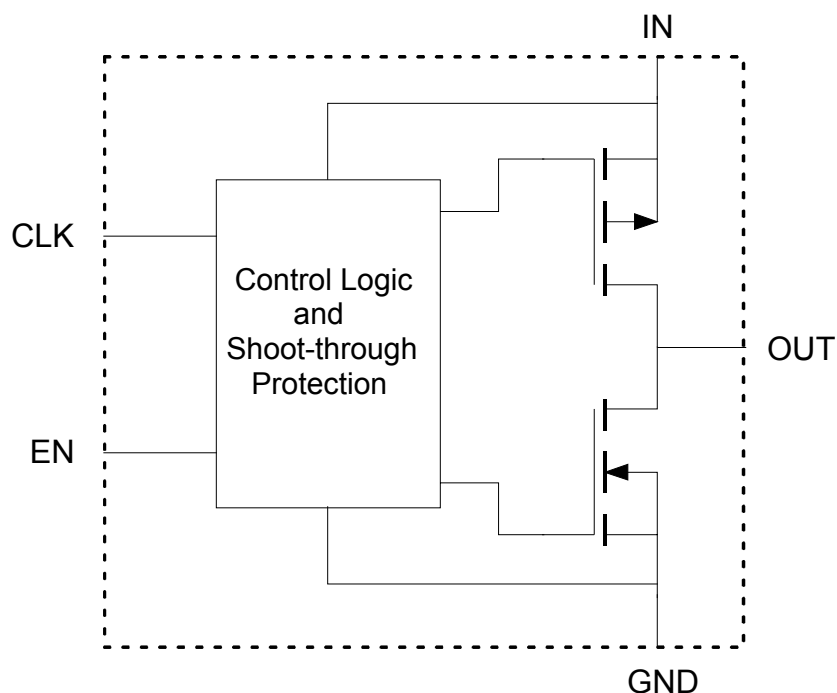 IN
CLK
Control Logic
and
Shoot-through
Protection
OUT
EN
GND